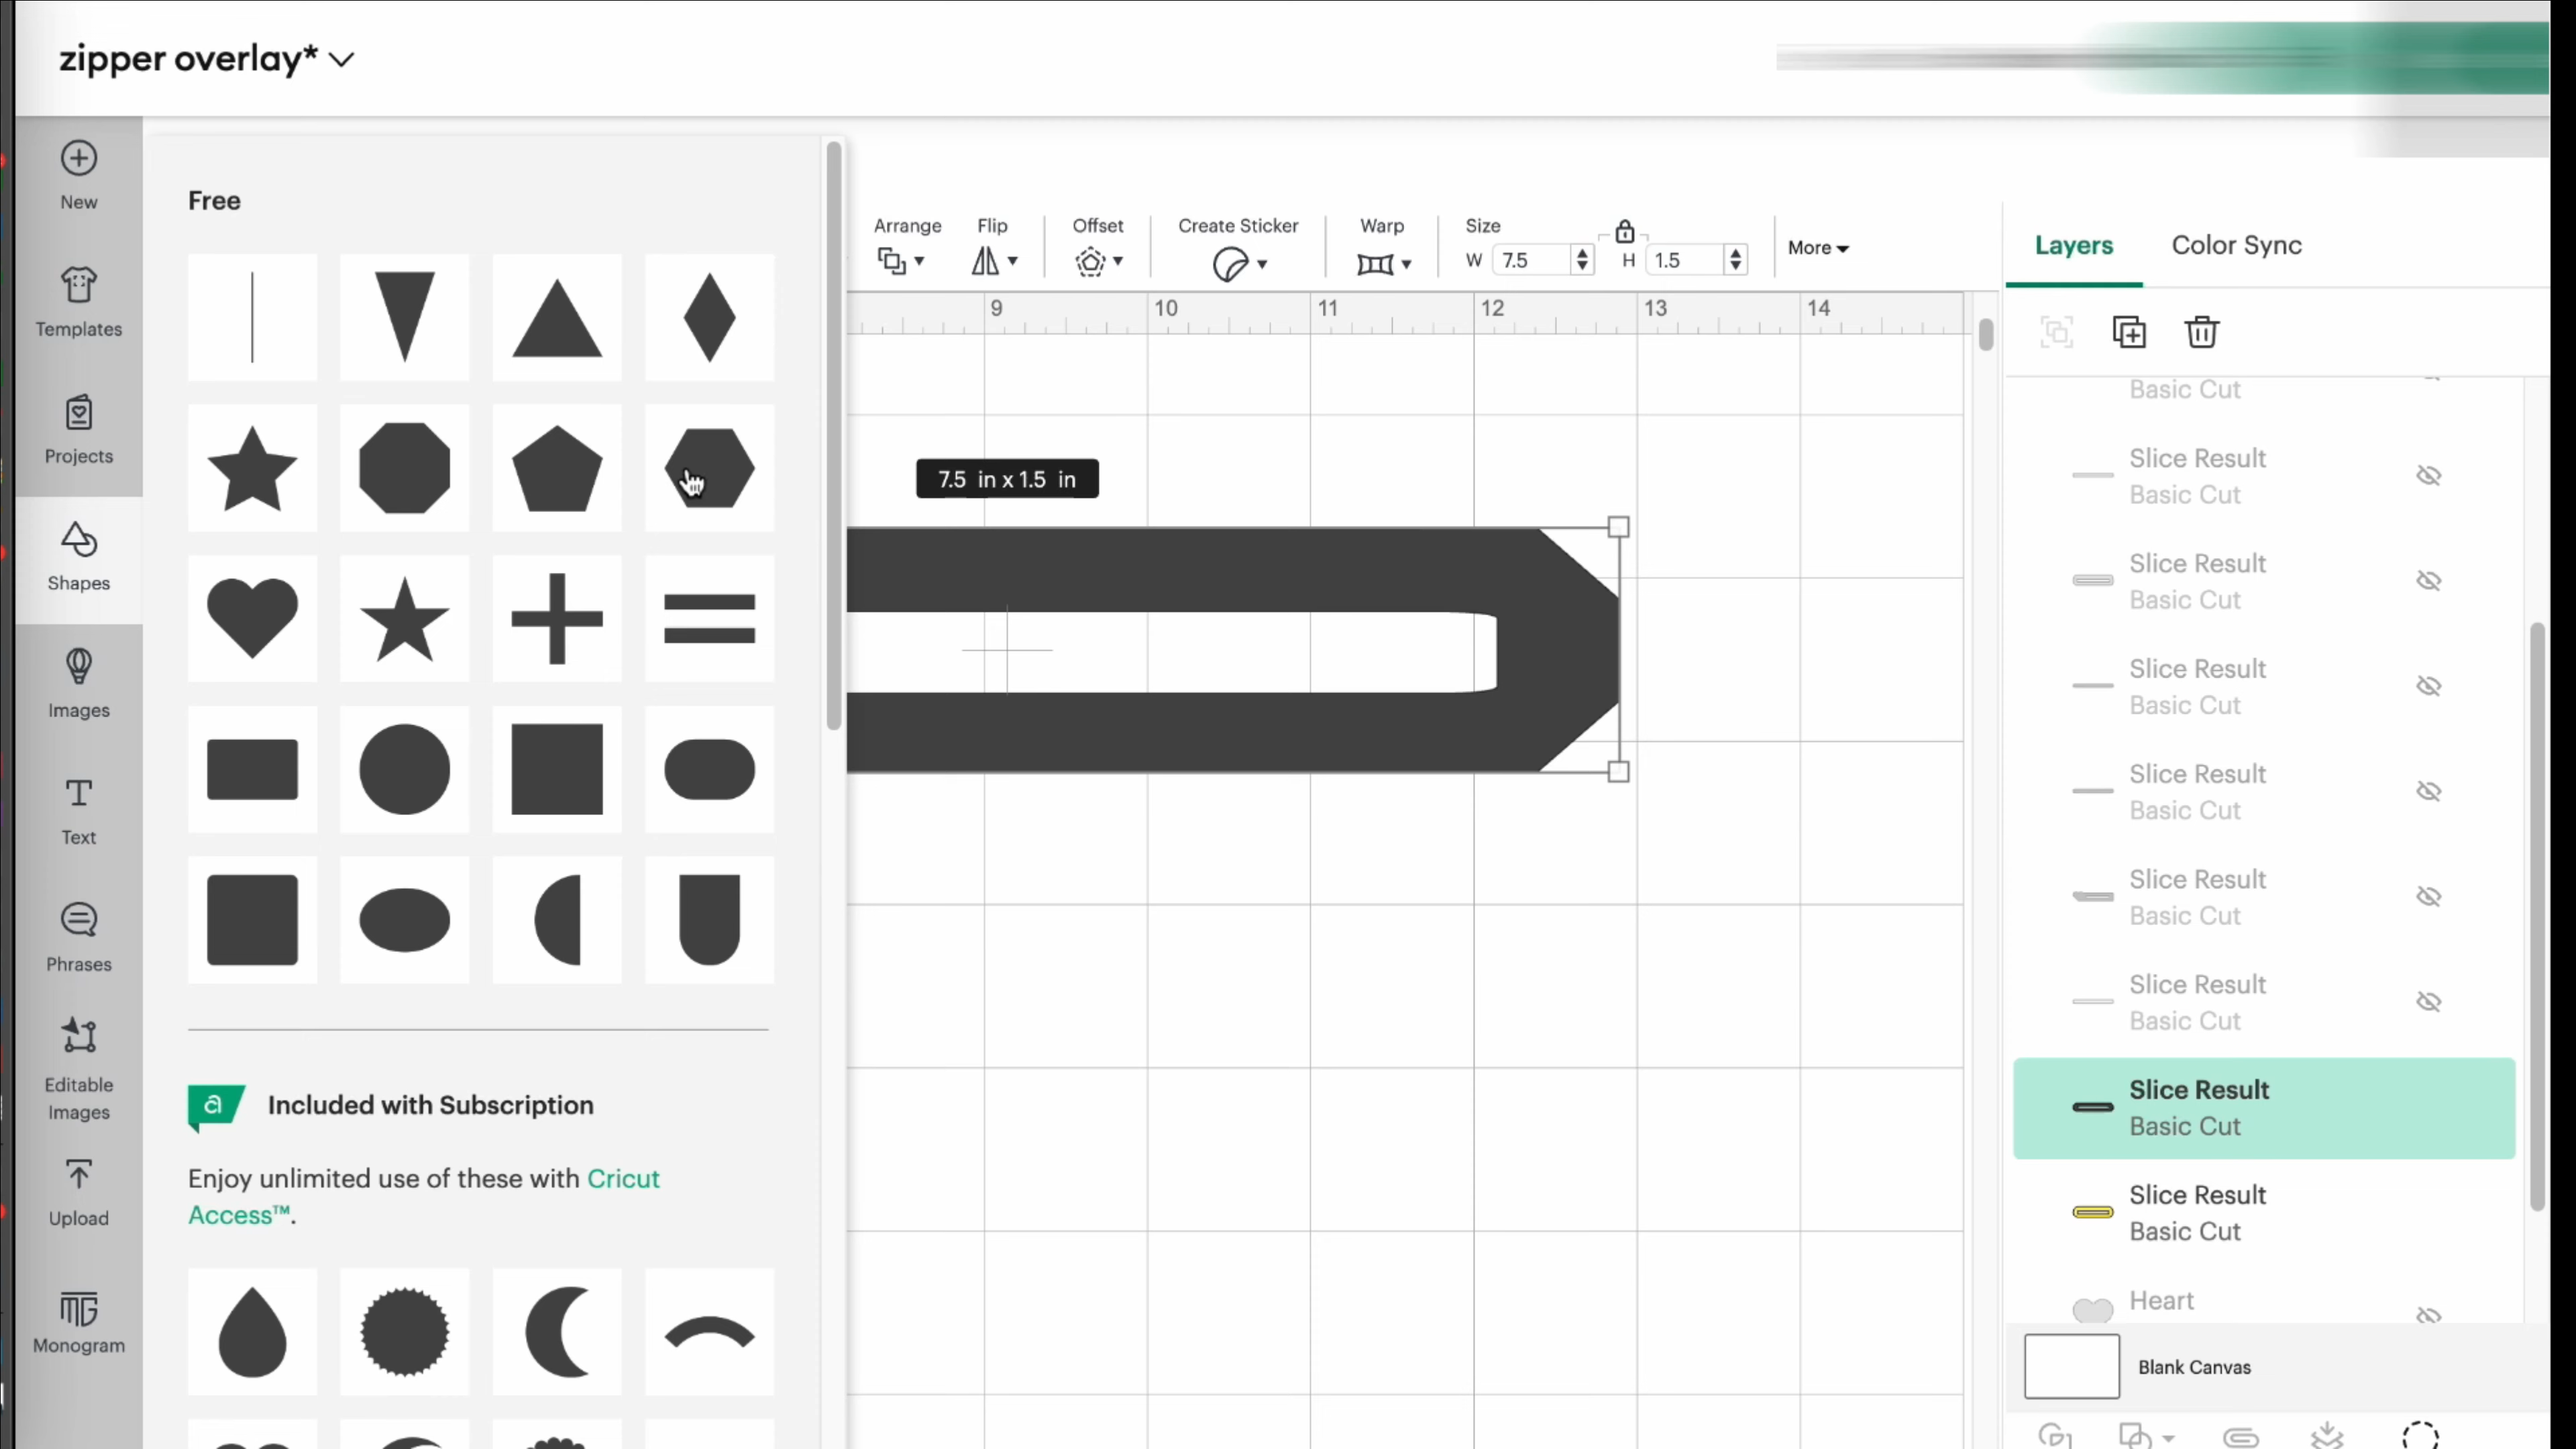 zipper overlay*
New
Templates
Projects
Shapes
Images
Text
Phrases
Editable
Images
Upload
Monogram
Free
Included with Subscription
Enjoy unlimited use of these with Cricut
Access™.
Arrange
Flip
Offset
Create Sticker
Warp
Size
W 7.5
H 1.5
More
9 10 11 12 13 14
7.5 in x 1.5 in
Layers
Color Sync
Basic Cut
Slice Result
Basic Cut
Slice Result
Basic Cut
Slice Result
Basic Cut
Slice Result
Basic Cut
Slice Result
Basic Cut
Slice Result
Basic Cut
Slice Result
Basic Cut
Slice Result
Basic Cut
Heart
Blank Canvas